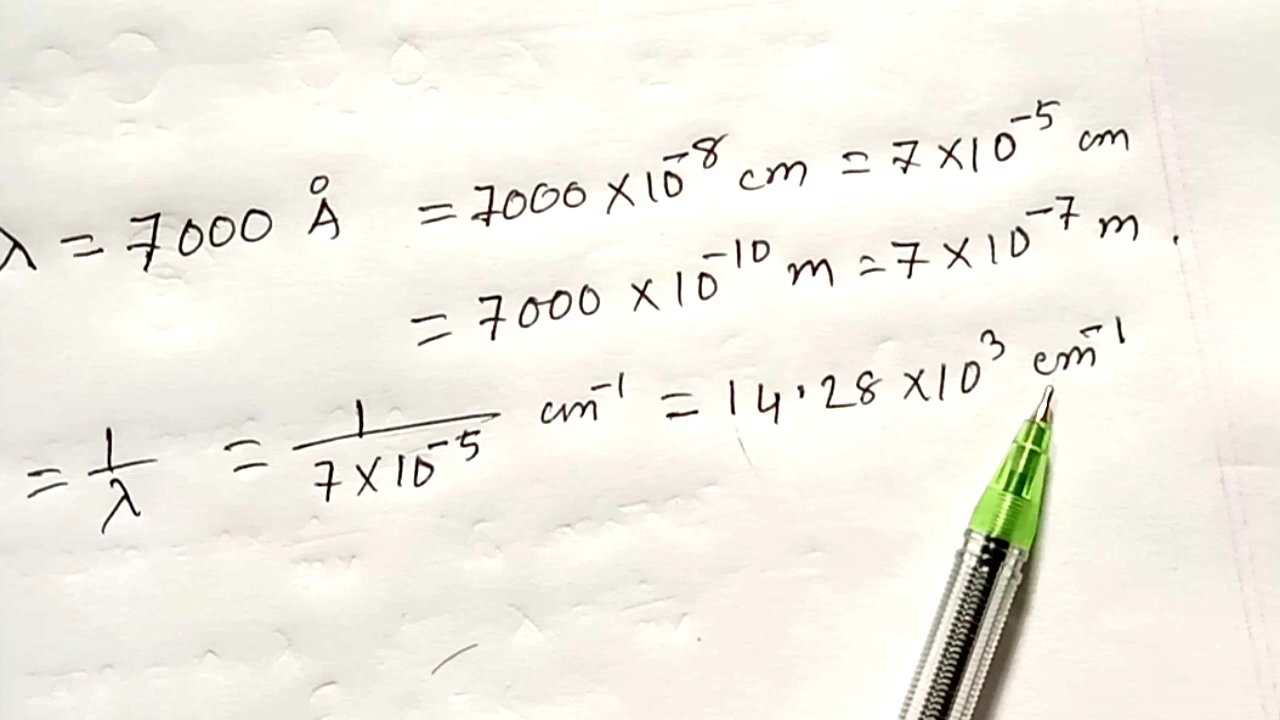 λ = 7000 Å = 7000 × 10⁻⁸ cm = 7 × 10⁻⁵ cm
= 7000 × 10⁻¹⁰ m = 7 × 10⁻⁷ m .
= 1/λ = 1/(7 × 10⁻⁵) cm⁻¹ = 14.28 × 10³ cm⁻¹